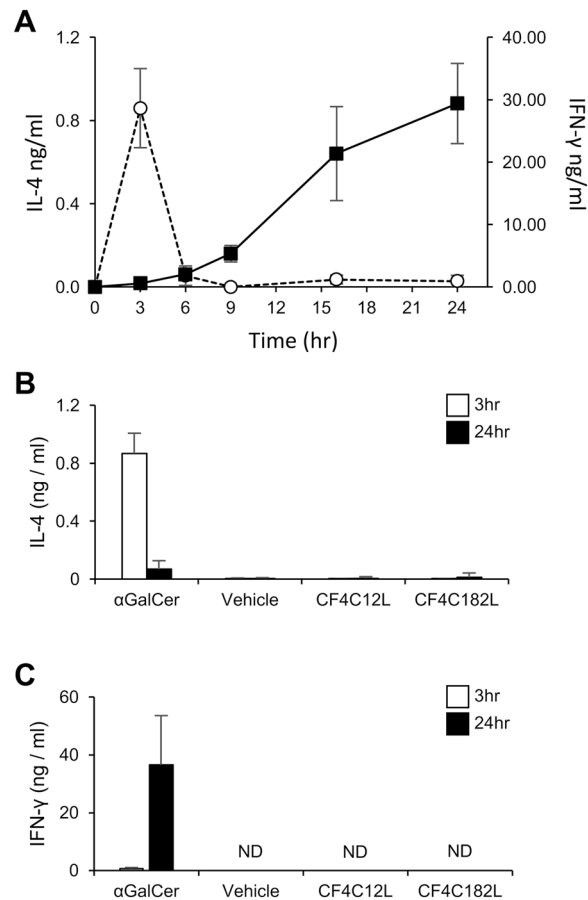 A
1.2
0.8
0.4
0.0
IL-4 ng/ml
40.00
30.00
20.00
10.00
0.00
IFN-γ ng/ml
0 3 6 9 12 15 18 21 24
Time (hr)
B
1.2
0.8
0.4
0
IL-4 (ng / ml)
3hr
24hr
αGalCer Vehicle CF4C12L CF4C182L
C
60
40
20
0
IFN-γ (ng / ml)
3hr
24hr
ND ND ND
αGalCer Vehicle CF4C12L CF4C182L